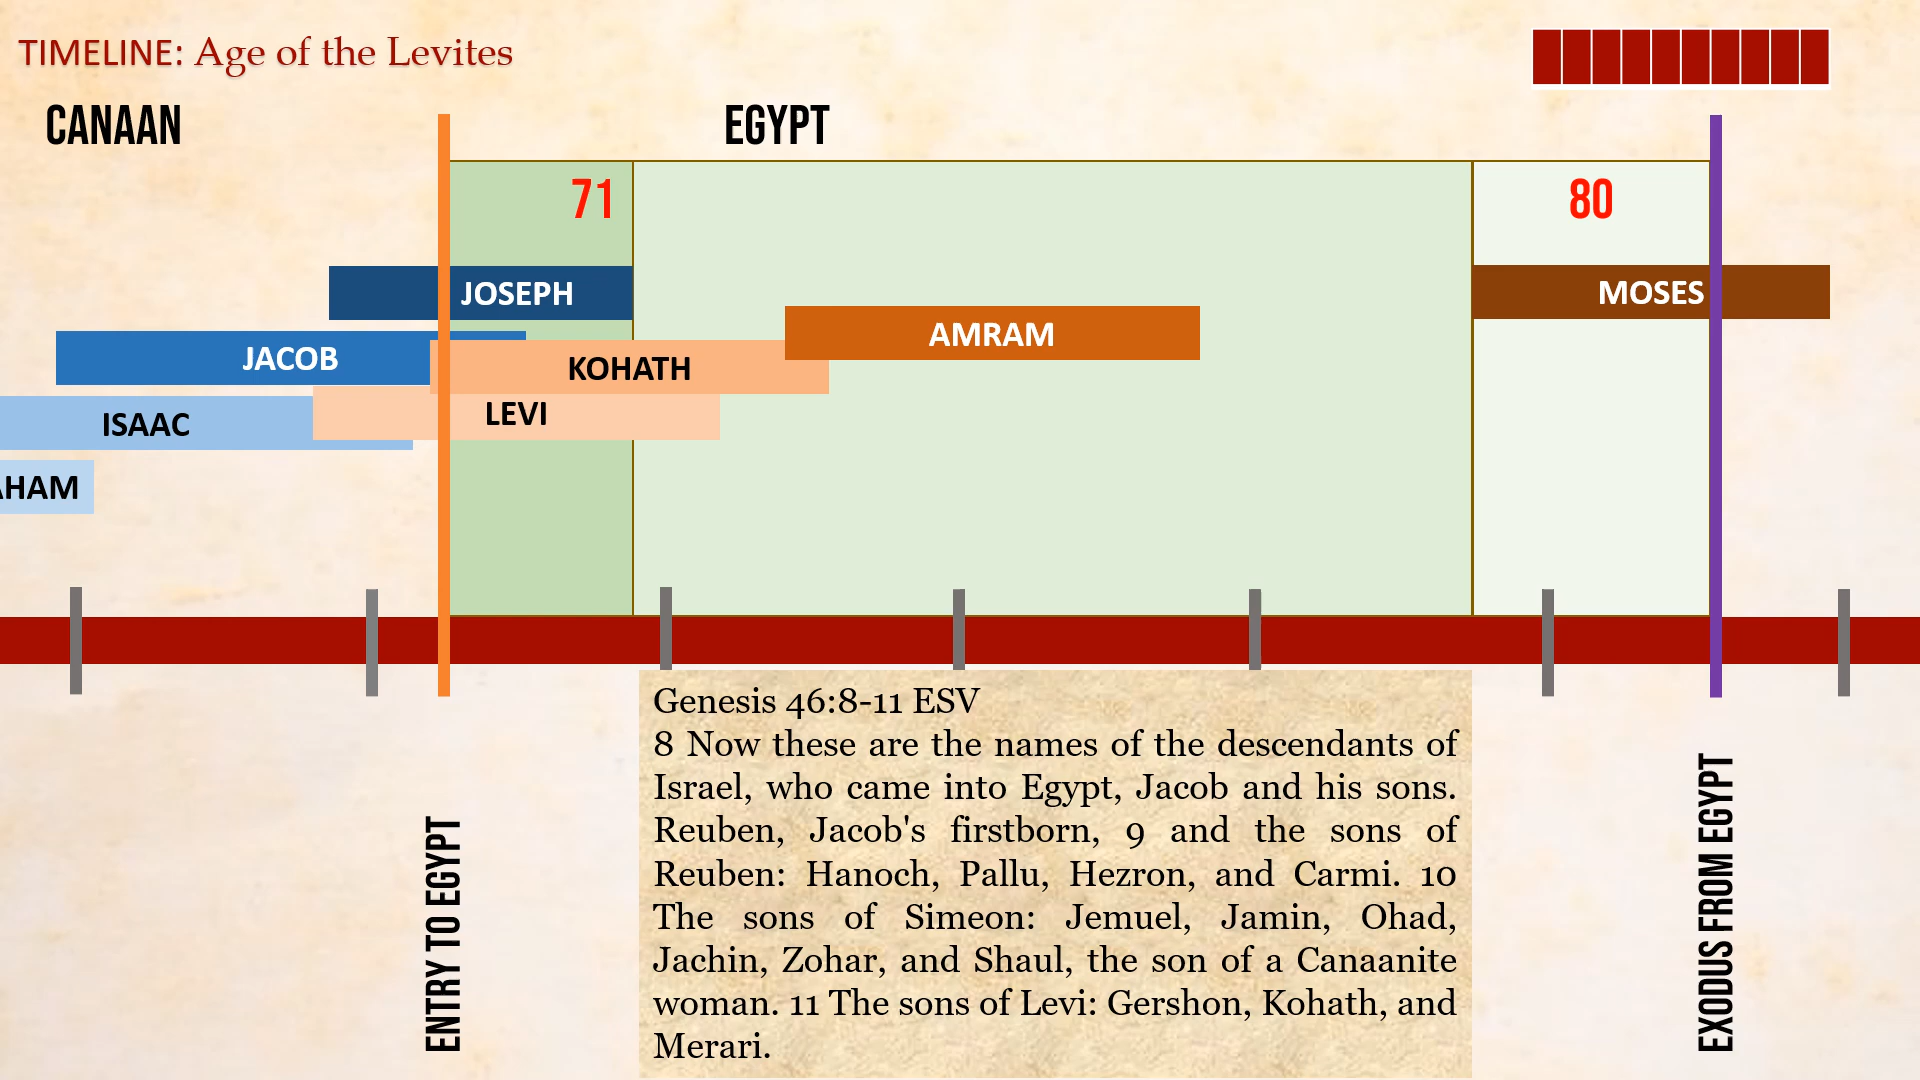 TIMELINE: Age of the Levites
CANAAN
EGYPT
71
80
JOSEPH
MOSES
AMRAM
JACOB
KOHATH
LEVI
ISAAC
AHAM
ENTRY TO EGYPT
EXODUS FROM EGYPT
Genesis 46:8-11 ESV
8 Now these are the names of the descendants of
Israel, who came into Egypt, Jacob and his sons.
Reuben, Jacob's firstborn, 9 and the sons of
Reuben: Hanoch, Pallu, Hezron, and Carmi. 10
The sons of Simeon: Jemuel, Jamin, Ohad,
Jachin, Zohar, and Shaul, the son of a Canaanite
woman. 11 The sons of Levi: Gershon, Kohath, and
Merari.